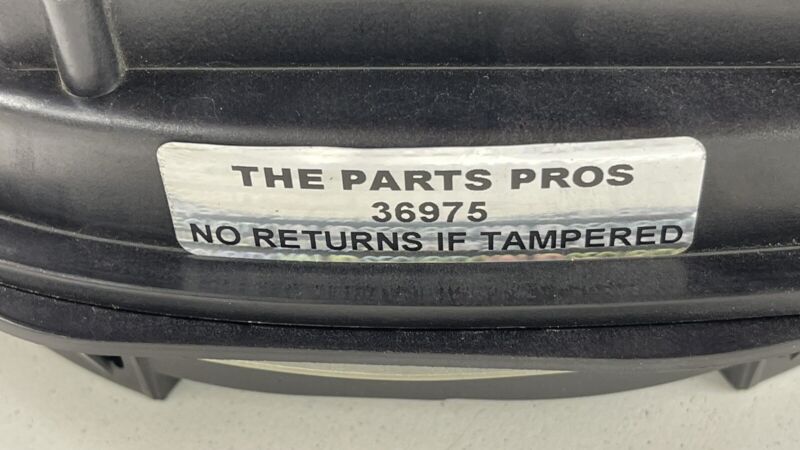 THE PARTS PROS
36975
NO RETURNS IF TAMPERED